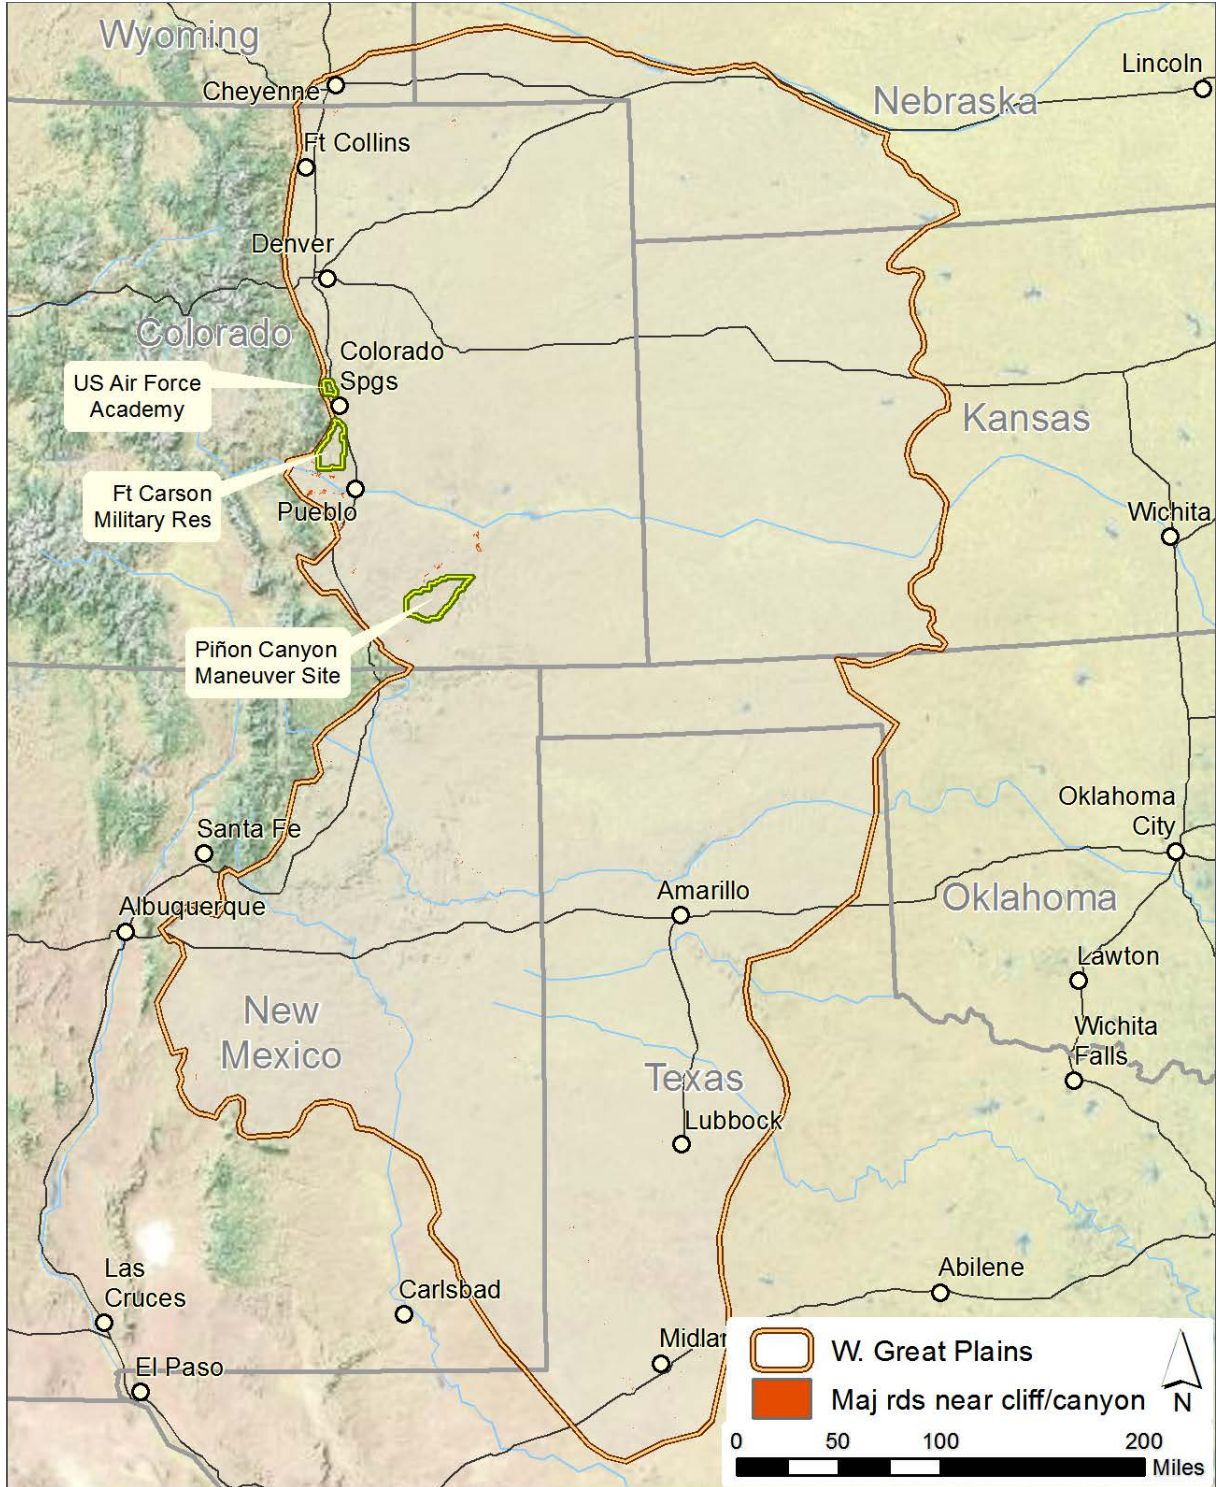 Wyoming
Cheyenne
Lincoln
Nebraska
Ft Collins
Denver
Colorado
Colorado
Spgs
US Air Force
Academy
Kansas
Ft Carson
Military Res
Pueblo
Wichita
Piñon Canyon
Maneuver Site
Oklahoma
City
Santa Fe
Amarillo
Oklahoma
Albuquerque
Lawton
New
Mexico
Wichita
Falls
Texas
Lubbock
Las
Cruces
Carlsbad
Abilene
Midlan
El Paso
W. Great Plains
Maj rds near cliff/canyon
N
0 50 100 200
Miles